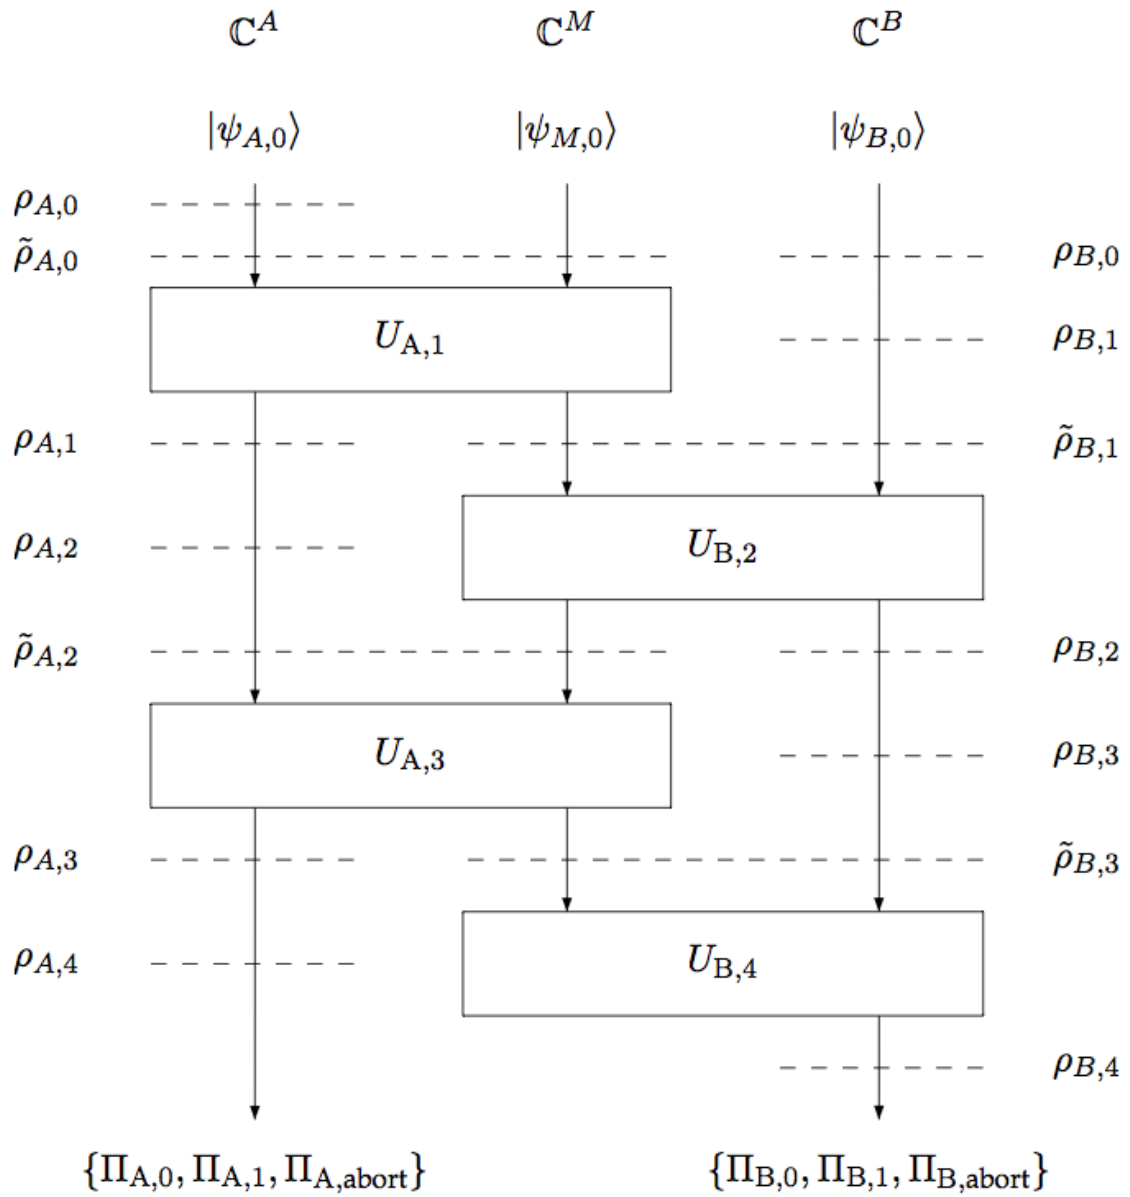 ℂ^A ℂ^M ℂ^B
|ψ_{A,0}⟩ |ψ_{M,0}⟩ |ψ_{B,0}⟩
ρ_{A,0}
ρ̃_{A,0} ρ_{B,0}
U_{A,1} ρ_{B,1}
ρ_{A,1} ρ̃_{B,1}
ρ_{A,2} U_{B,2}
ρ̃_{A,2} ρ_{B,2}
U_{A,3} ρ_{B,3}
ρ_{A,3} ρ̃_{B,3}
ρ_{A,4} U_{B,4}
ρ_{B,4}
{Π_{A,0}, Π_{A,1}, Π_{A,abort}} {Π_{B,0}, Π_{B,1}, Π_{B,abort}}